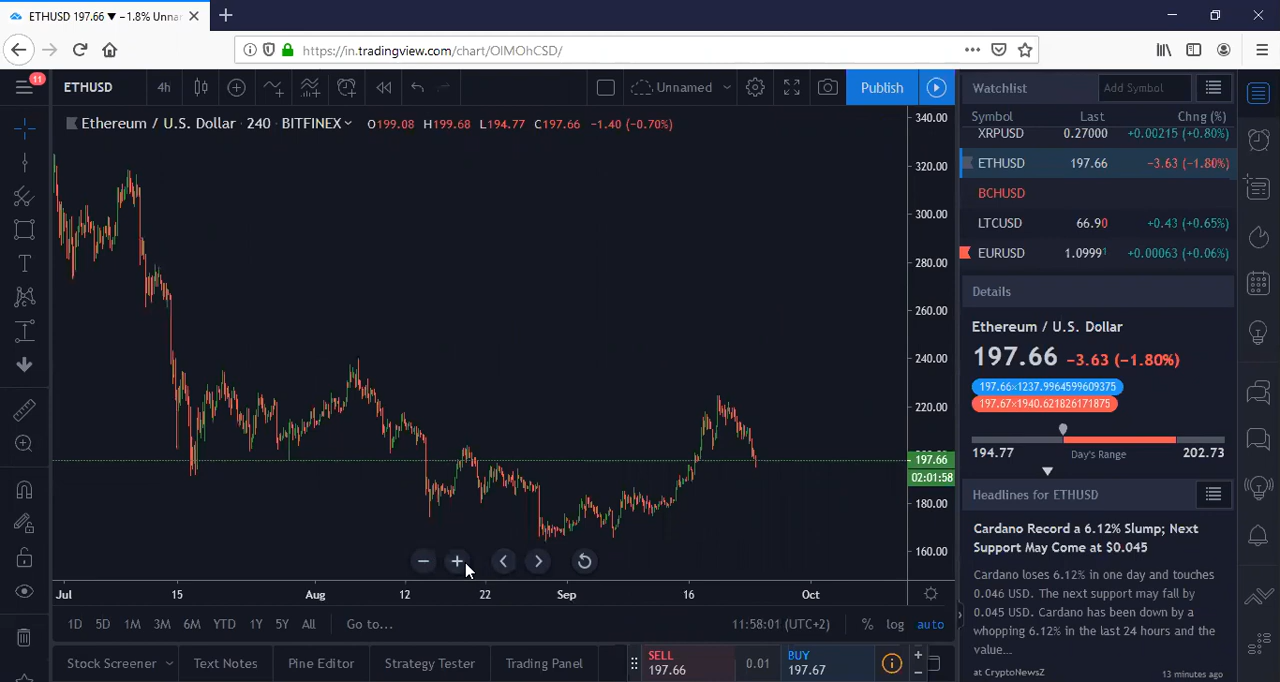 ETHUSD 197.66 ▼ −1.8% Unna
https://in.tradingview.com/chart/OIMOhCSD/
11
ETHUSD 4h Unnamed Publish
Ethereum / U.S. Dollar · 240 · BITFINEX O199.08 H199.68 L194.77 C197.66 −1.40 (−0.70%)
340.00
320.00
300.00
280.00
260.00
240.00
220.00
197.66
02:01:58
180.00
160.00
Jul 15 Aug 12 22 Sep 16 Oct
1D 5D 1M 3M 6M YTD 1Y 5Y All Go to... 11:58:01 (UTC+2) % log auto
Stock Screener Text Notes Pine Editor Strategy Tester Trading Panel
SELL
197.66
0.01
BUY
197.67
Watchlist Add Symbol
Symbol Last Chng (%)
XRPUSD 0.27000 +0.00215 (+0.80%)
ETHUSD 197.66 −3.63 (−1.80%)
BCHUSD
LTCUSD 66.90 +0.43 (+0.65%)
EURUSD 1.09991 +0.00063 (+0.06%)
Details
Ethereum / U.S. Dollar
197.66 −3.63 (−1.80%)
197.66×1237.9964599609375
197.67×1940.621826171875
194.77 Day's Range 202.73
Headlines for ETHUSD
Cardano Record a 6.12% Slump; Next
Support May Come at $0.045
Cardano loses 6.12% in one day and touches
0.046 USD. The next support may fall by
0.045 USD. Cardano has been down by a
whopping 6.12% in the last 24 hours and the
value...
at CryptoNewsZ 13 minutes ago